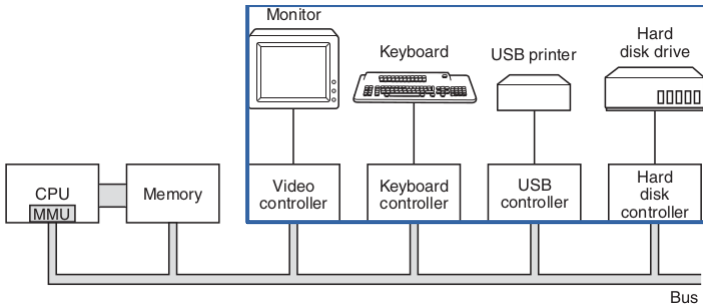 Monitor
Keyboard
USB printer
Hard
disk drive
CPU
MMU
Memory
Video
controller
Keyboard
controller
USB
controller
Hard
disk
controller
Bus